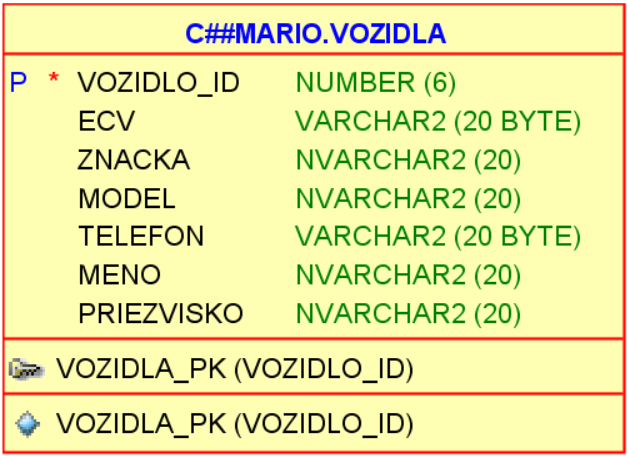 C##MARIO.VOZIDLA
P * VOZIDLO_ID NUMBER (6)
ECV VARCHAR2 (20 BYTE)
ZNACKA NVARCHAR2 (20)
MODEL NVARCHAR2 (20)
TELEFON VARCHAR2 (20 BYTE)
MENO NVARCHAR2 (20)
PRIEZVISKO NVARCHAR2 (20)
VOZIDLA_PK (VOZIDLO_ID)
VOZIDLA_PK (VOZIDLO_ID)